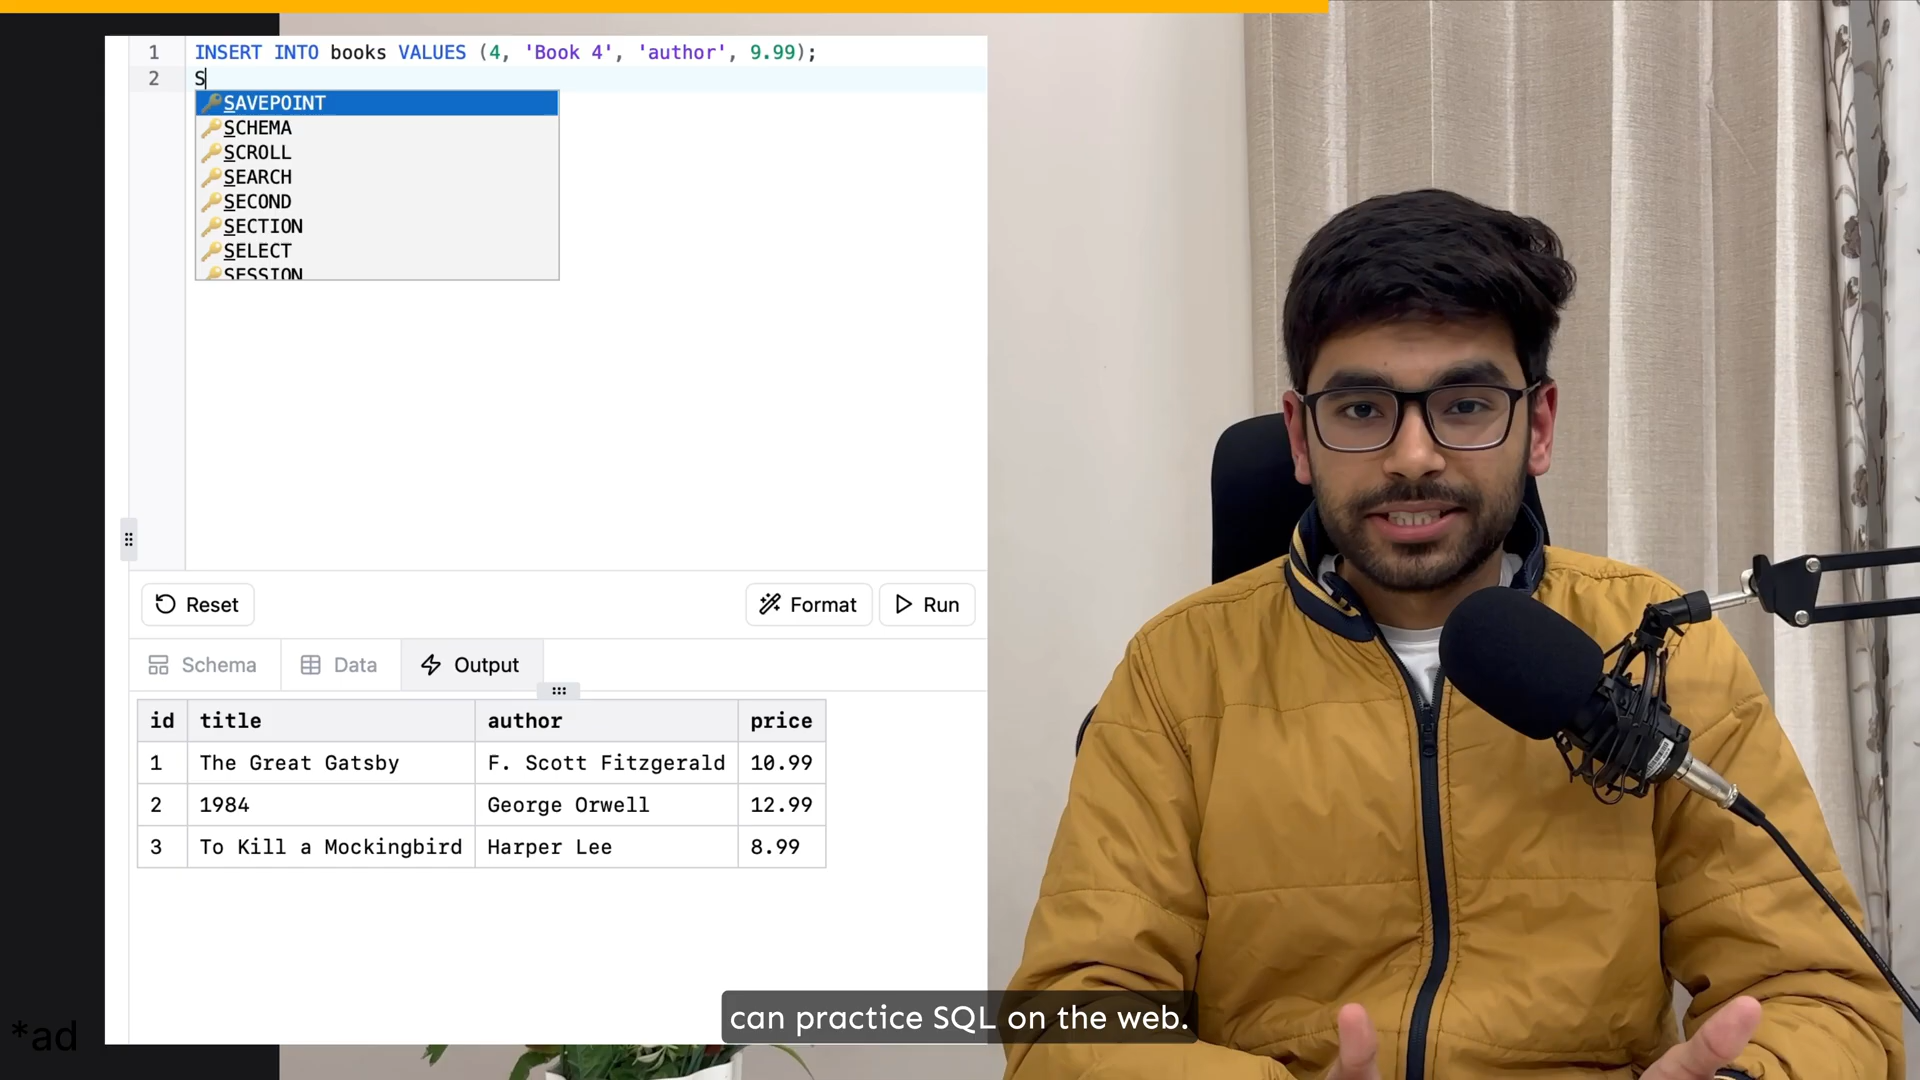 1 INSERT INTO books VALUES (4, 'Book 4', 'author', 9.99);
2 S
SAVEPOINT
SCHEMA
SCROLL
SEARCH
SECOND
SECTION
SELECT
SESSION
Reset Format Run
Schema Data Output
id title author price
1 The Great Gatsby F. Scott Fitzgerald 10.99
2 1984 George Orwell 12.99
3 To Kill a Mockingbird Harper Lee 8.99
can practice SQL on the web.
*ad